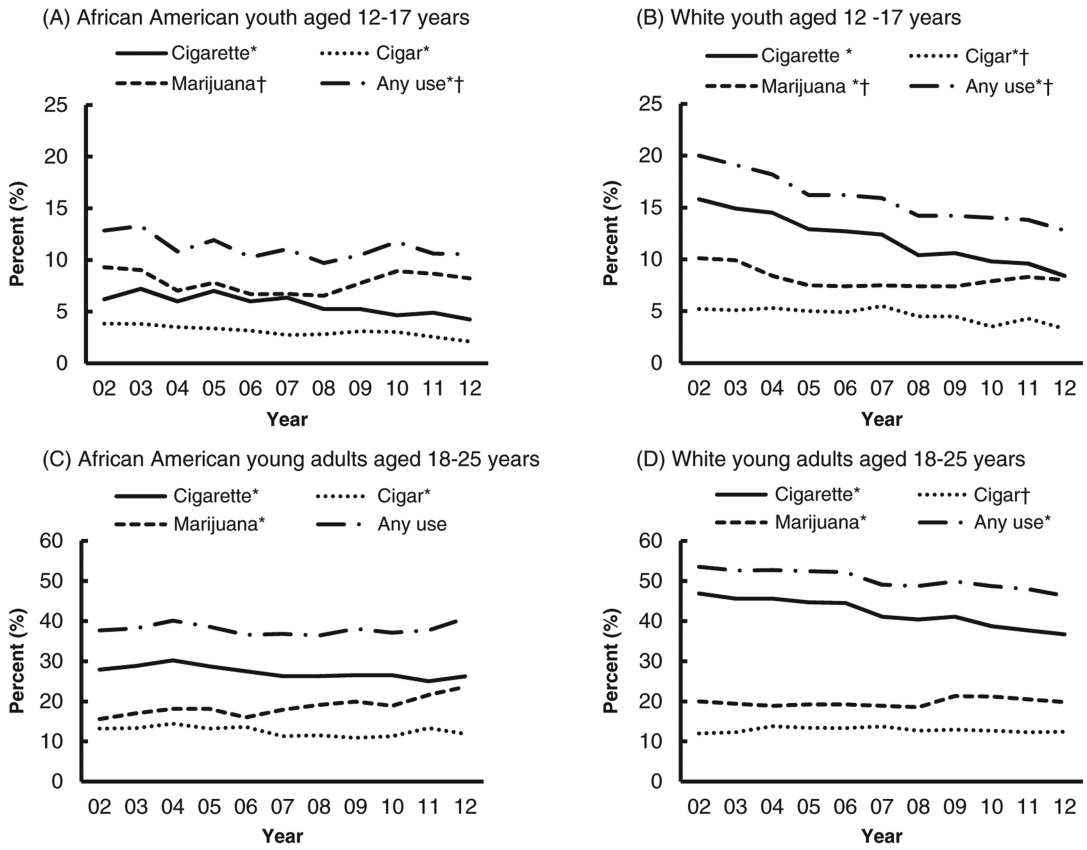 (A) African American youth aged 12-17 years
Cigarette* Cigar*
Marijuana† Any use*†
25
20
15
10
5
0
Percent (%)
02 03 04 05 06 07 08 09 10 11 12
Year
(B) White youth aged 12 -17 years
Cigarette * Cigar*†
Marijuana *† Any use*†
25
20
15
10
5
0
Percent (%)
02 03 04 05 06 07 08 09 10 11 12
Year
(C) African American young adults aged 18-25 years
Cigarette* Cigar*
Marijuana* Any use
60
50
40
30
20
10
0
Percent (%)
02 03 04 05 06 07 08 09 10 11 12
Year
(D) White young adults aged 18-25 years
Cigarette* Cigar†
Marijuana* Any use*
60
50
40
30
20
10
0
Percent (%)
02 03 04 05 06 07 08 09 10 11 12
Year